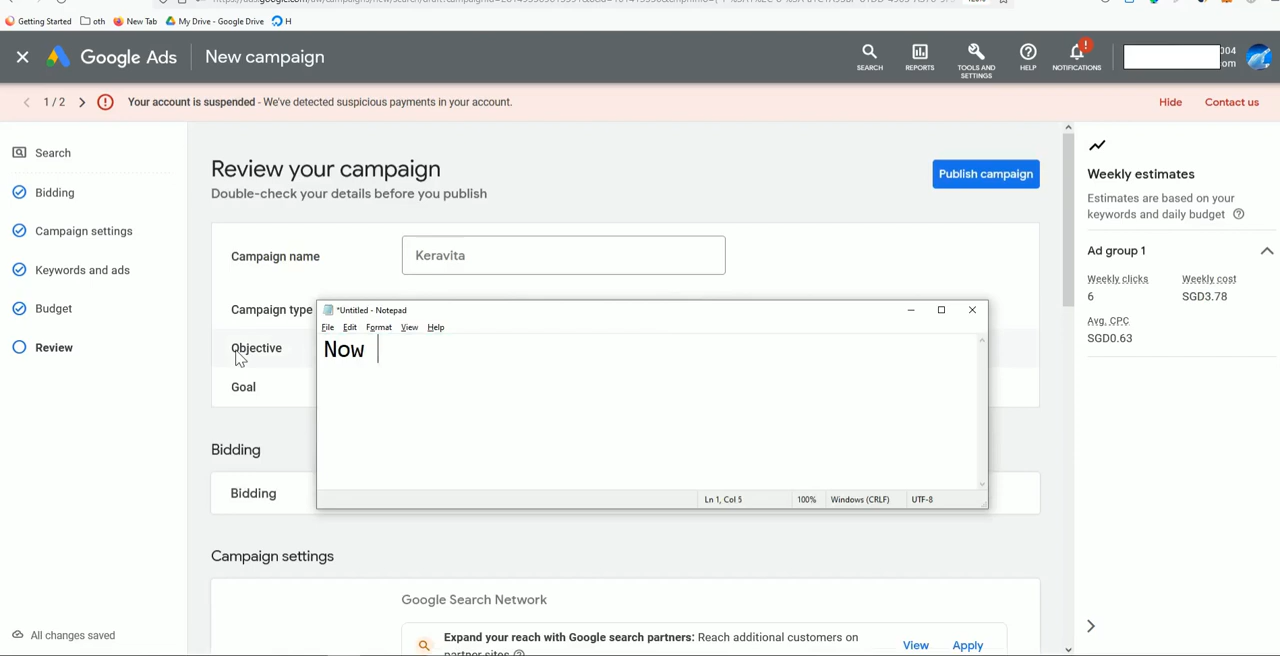 Getting Started
oth
New Tab
My Drive - Google Drive
H
Google Ads
New campaign
SEARCH
REPORTS
TOOLS AND
SETTINGS
HELP
!
NOTIFICATIONS
004
om
1 / 2
Your account is suspended - We've detected suspicious payments in your account.
Hide
Contact us
Search
Bidding
Campaign settings
Keywords and ads
Budget
Review
All changes saved
Review your campaign
Double-check your details before you publish
Publish campaign
Campaign name
Keravita
Campaign type
Objective
Goal
*Untitled - Notepad
File Edit Format View Help
Now
Ln 1, Col 5
100%
Windows (CRLF)
UTF-8
Bidding
Bidding
Campaign settings
Google Search Network
Expand your reach with Google search partners: Reach additional customers on
partner sites
View
Apply
Weekly estimates
Estimates are based on your
keywords and daily budget
Ad group 1
Weekly clicks
Weekly cost
6
SGD3.78
Avg. CPC
SGD0.63